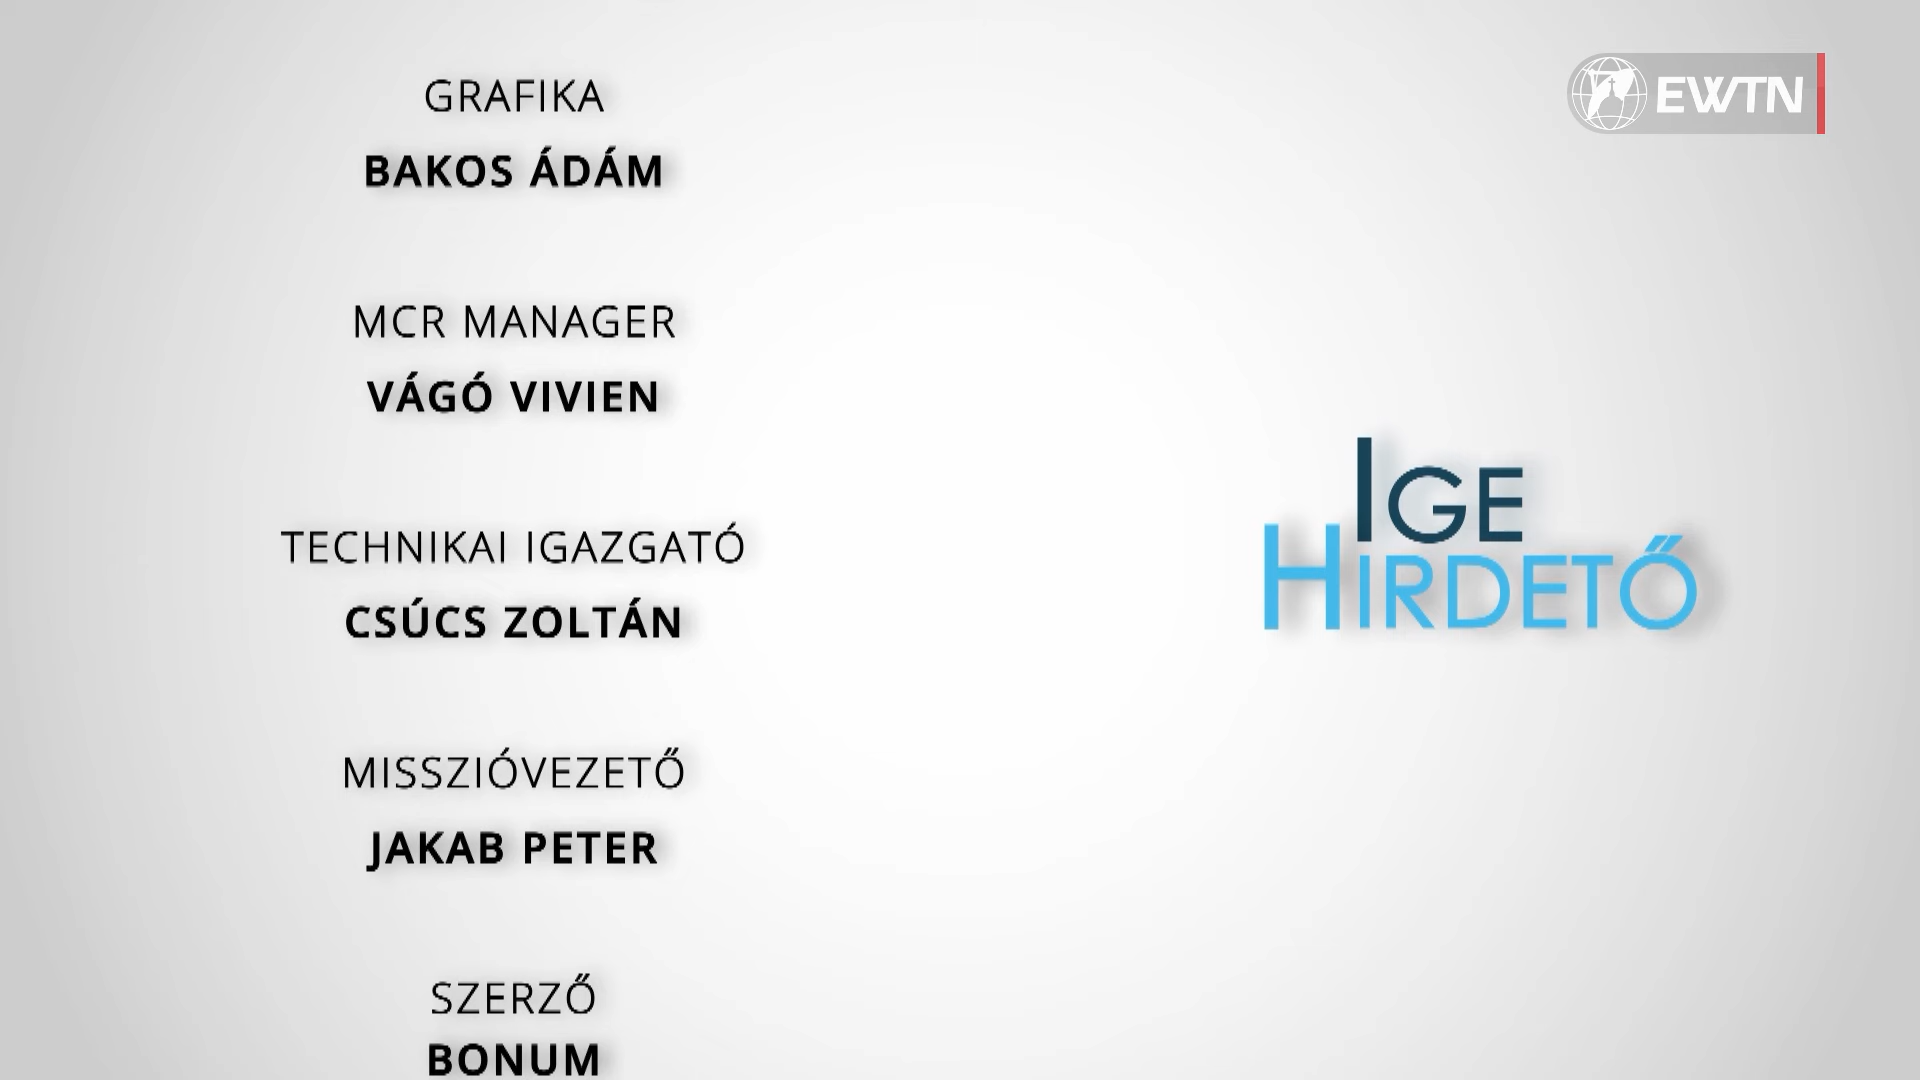 GRAFIKA
BAKOS ÁDÁM
MCR MANAGER
VÁGÓ VIVIEN
TECHNIKAI IGAZGATÓ
CSÚCS ZOLTÁN
MISSZIÓVEZETŐ
JAKAB PETER
SZERZŐ
BONUM
EWTN
IGE
HIRDETŐ